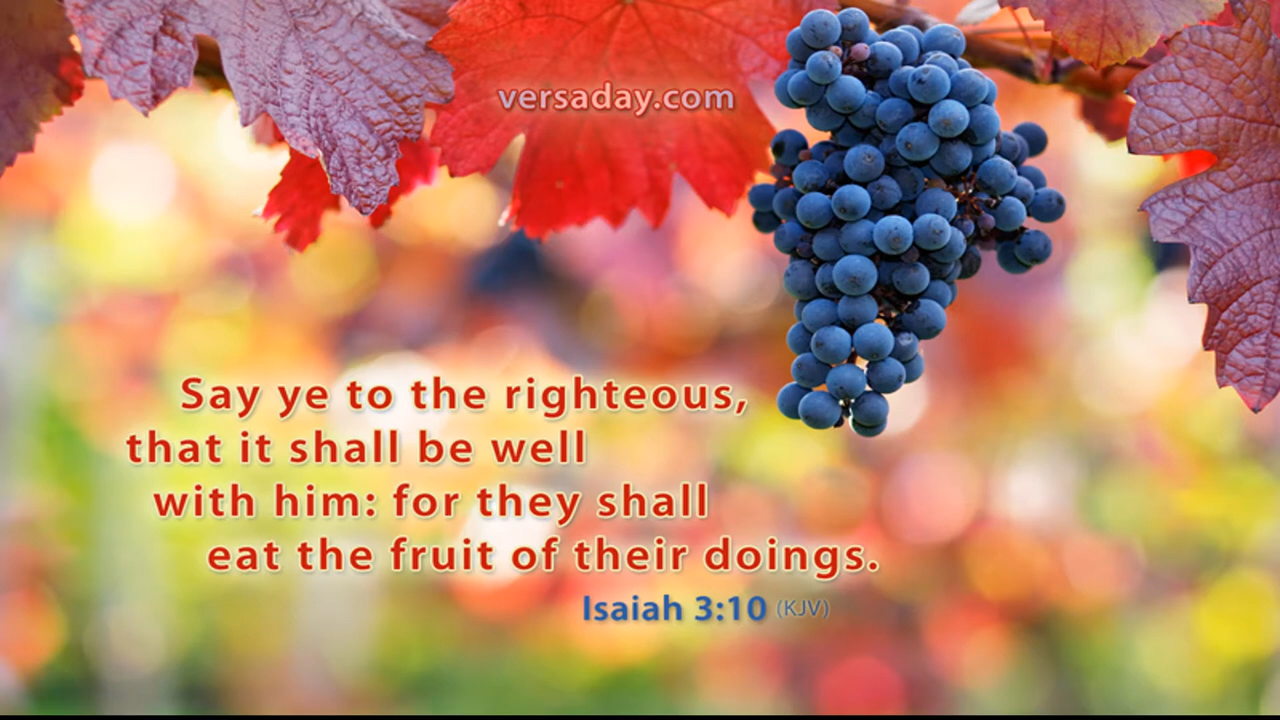 versaday.com
Say ye to the righteous,
that it shall be well
with him: for they shall
eat the fruit of their doings.
Isaiah 3:10 (KJV)